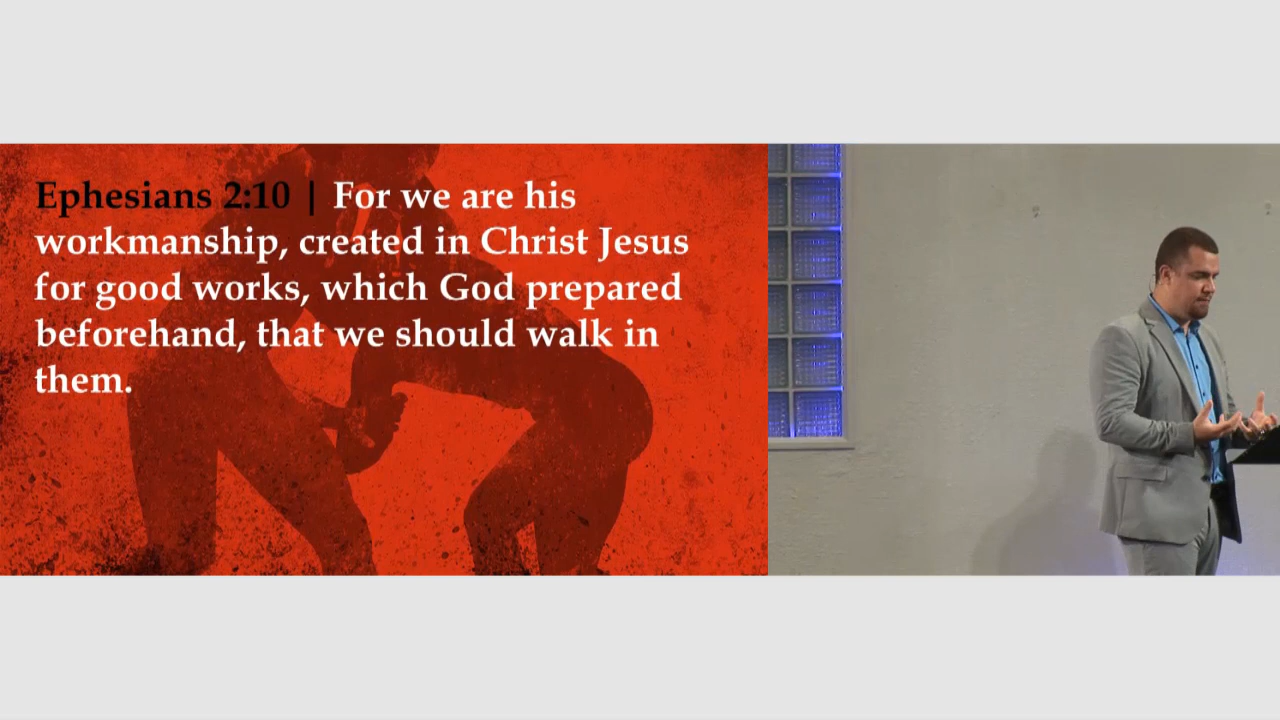 Ephesians 2:10 | For we are his
workmanship, created in Christ Jesus
for good works, which God prepared
beforehand, that we should walk in
them.